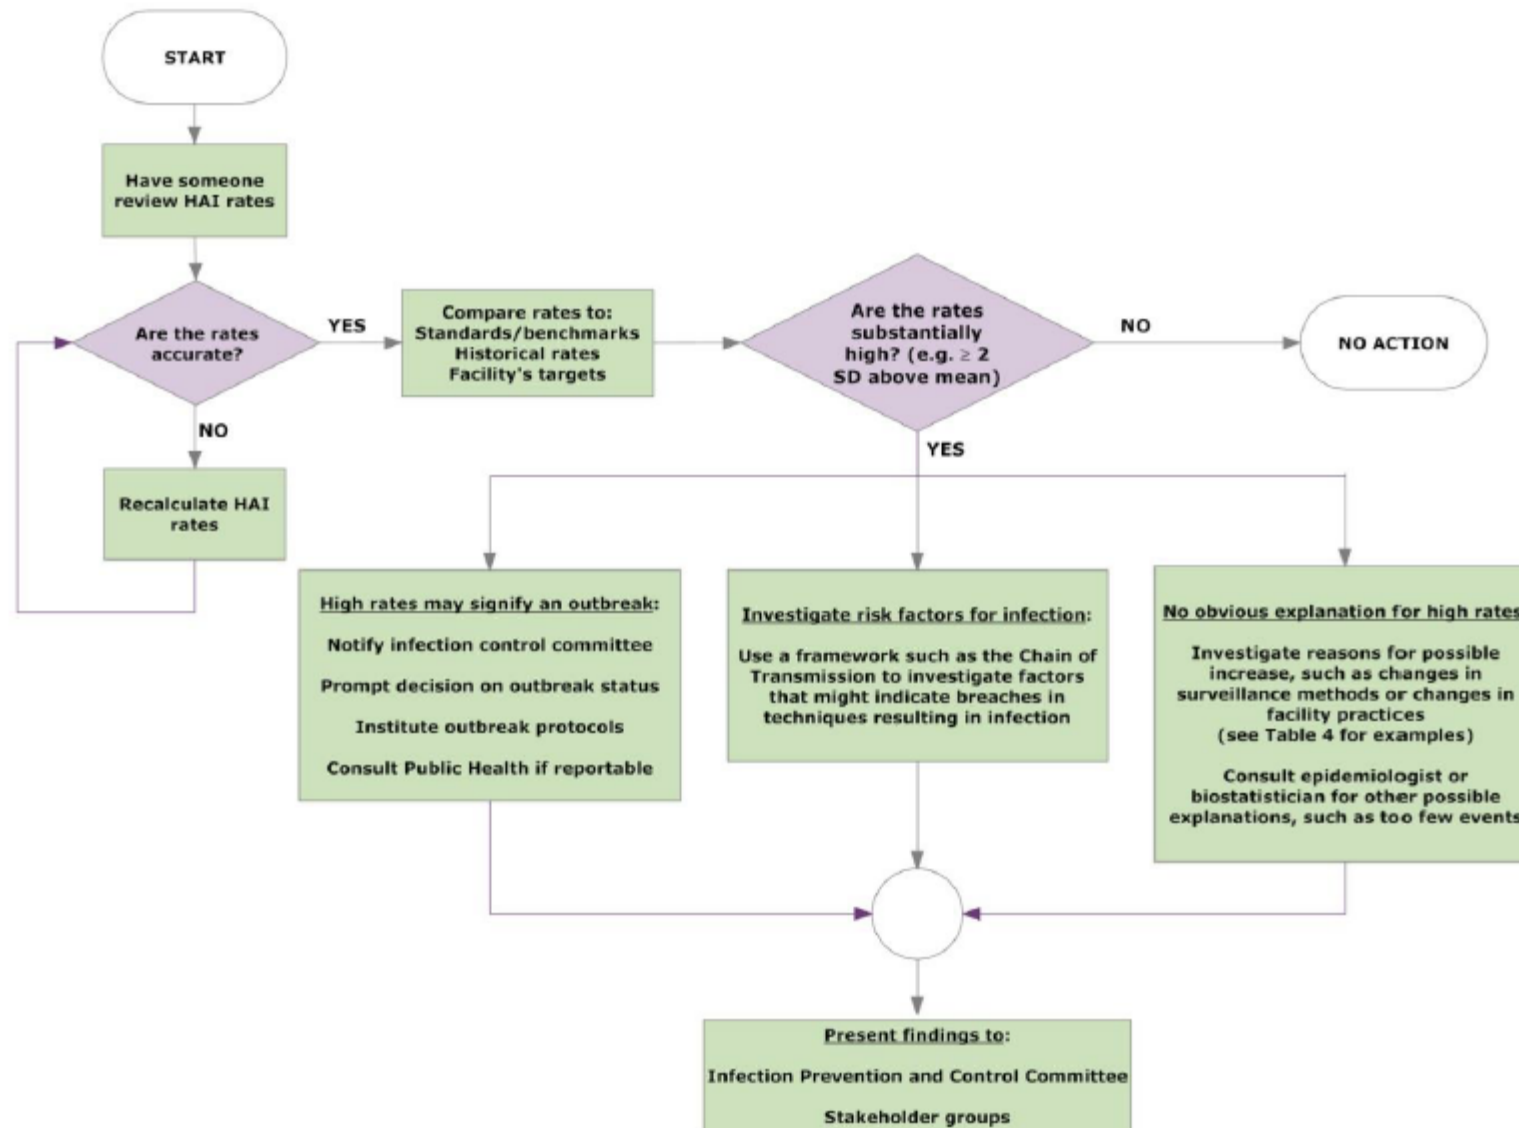 START
Have someone
review HAI rates
Are the rates
accurate?
YES
NO
Recalculate HAI
rates
Compare rates to:
Standards/benchmarks
Historical rates
Facility's targets
Are the rates
substantially
high? (e.g. ≥ 2
SD above mean)
NO
NO ACTION
YES
High rates may signify an outbreak:
Notify infection control committee
Prompt decision on outbreak status
Institute outbreak protocols
Consult Public Health if reportable
Investigate risk factors for infection:
Use a framework such as the Chain of
Transmission to investigate factors
that might indicate breaches in
techniques resulting in infection
No obvious explanation for high rates
Investigate reasons for possible
increase, such as changes in
surveillance methods or changes in
facility practices
(see Table 4 for examples)
Consult epidemiologist or
biostatistician for other possible
explanations, such as too few events
Present findings to:
Infection Prevention and Control Committee
Stakeholder groups